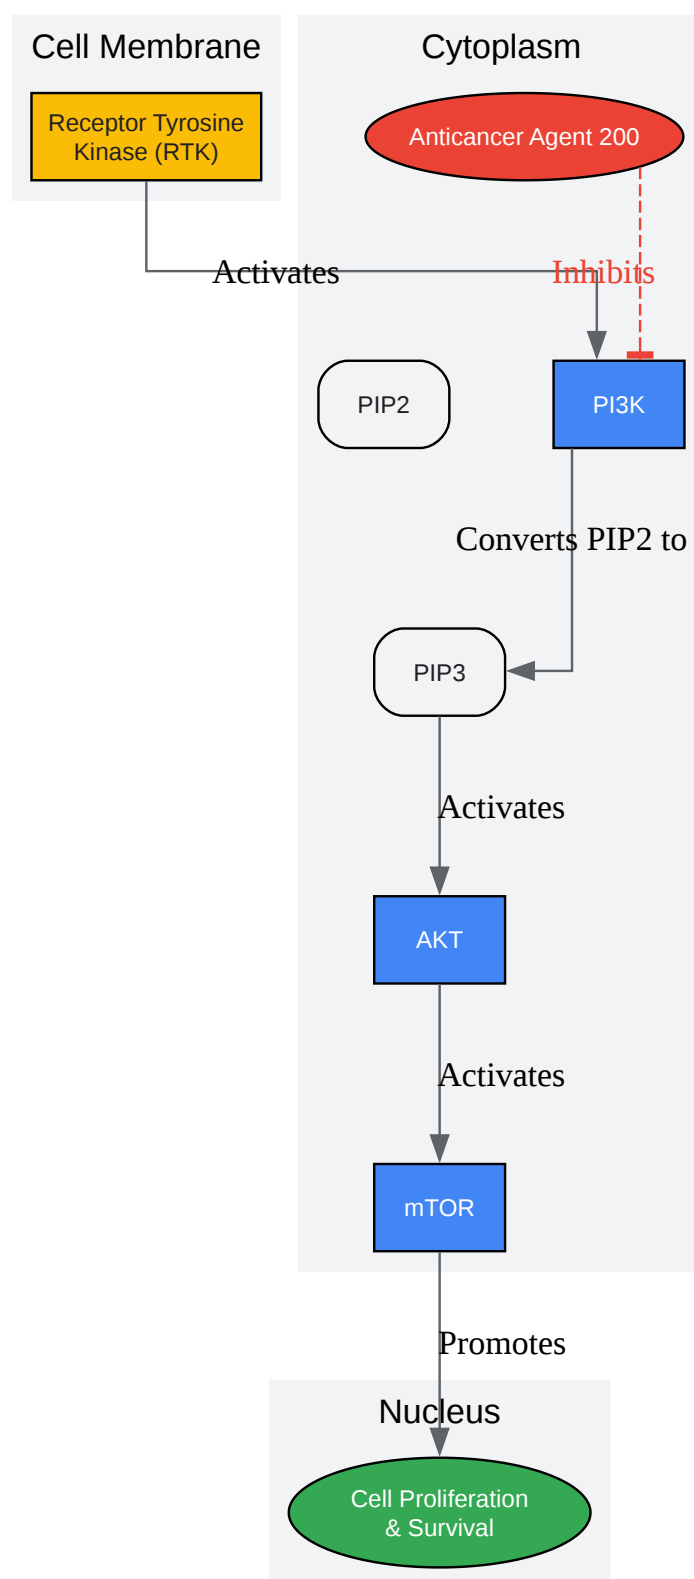 Cell Membrane
Cytoplasm
Receptor Tyrosine
Kinase (RTK)
Anticancer Agent 200
Activates
Inhibits
PIP2
PI3K
Converts PIP2 to
PIP3
Activates
AKT
Activates
mTOR
Promotes
Nucleus
Cell Proliferation
& Survival